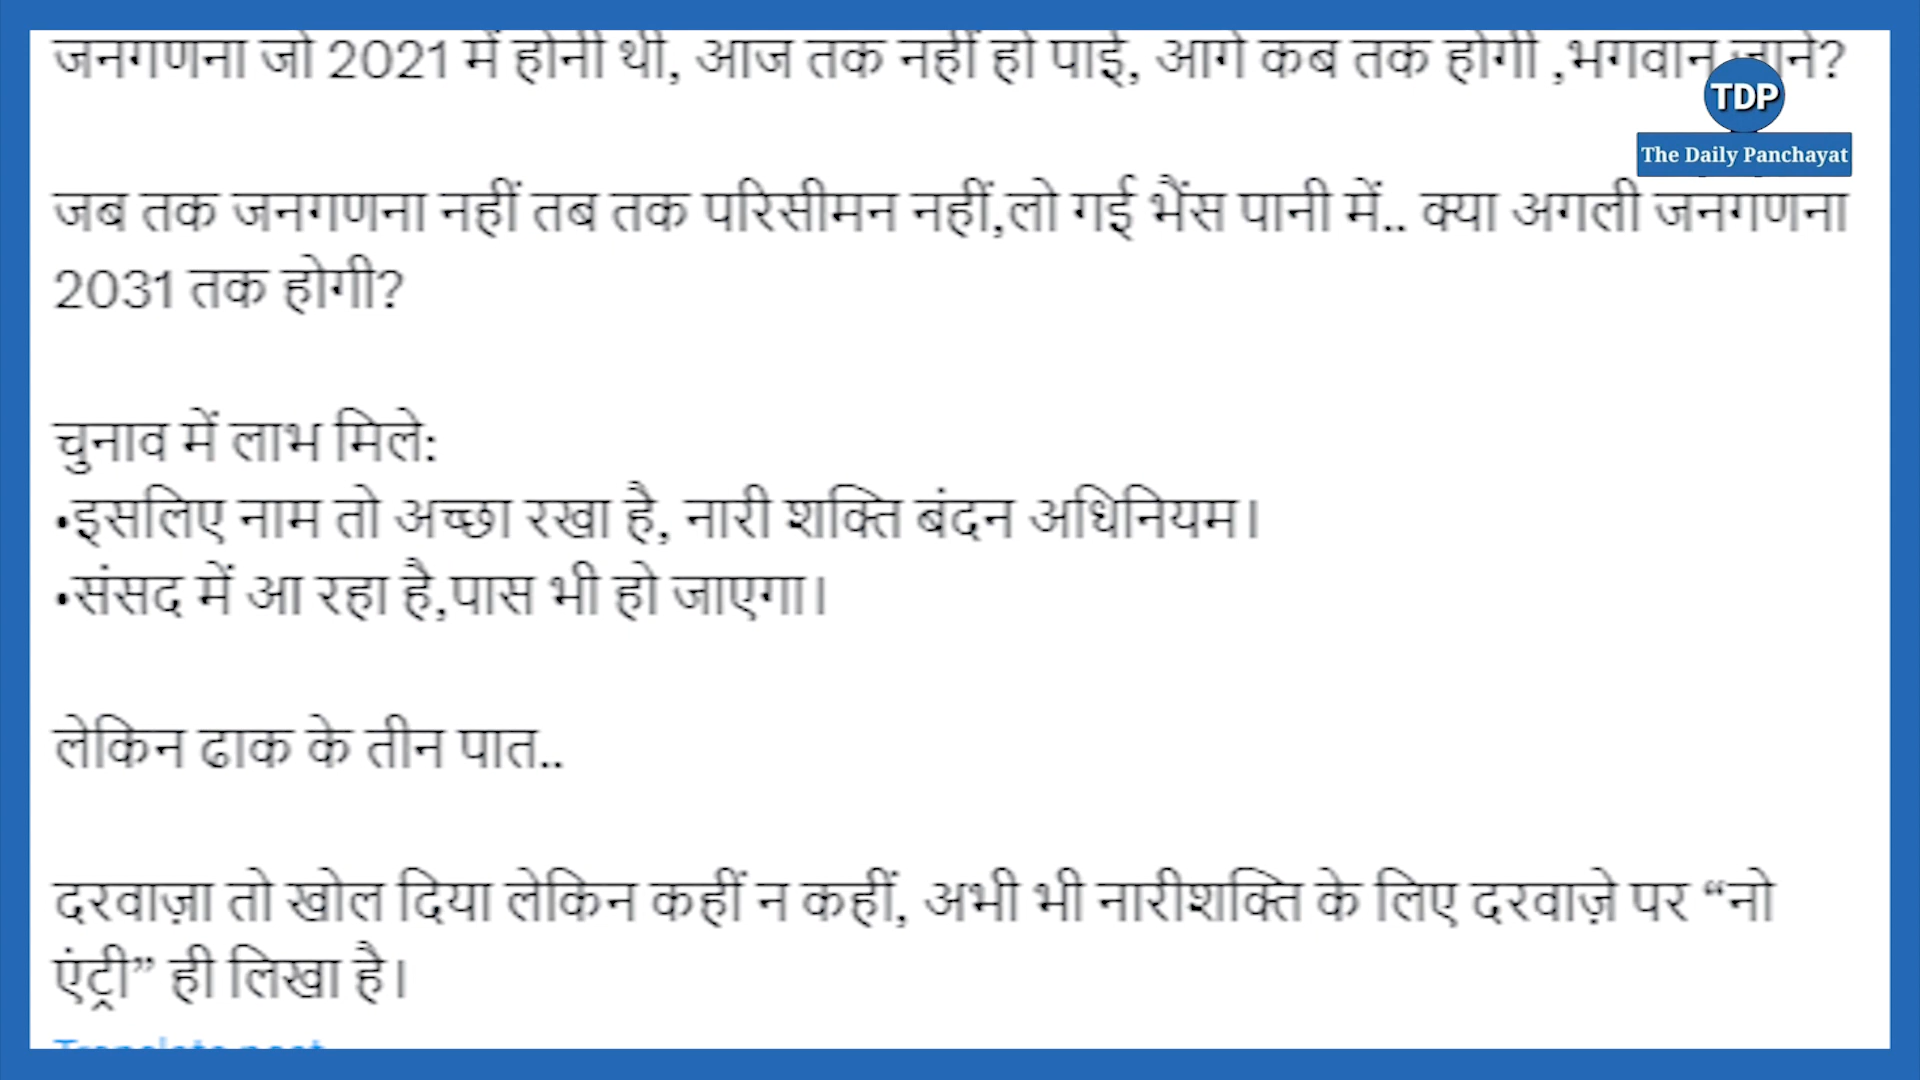 जनगणना जो 2021 में होनी थी, आज तक नहीं हो पाई, आगे कब तक होगी ,भगवान जाने?
TDP
The Daily Panchayat
जब तक जनगणना नहीं तब तक परिसीमन नहीं,लो गई भैंस पानी में.. क्या अगली जनगणना
2031 तक होगी?
चुनाव में लाभ मिले:
•इसलिए नाम तो अच्छा रखा है, नारी शक्ति बंदन अधिनियम।
•संसद में आ रहा है,पास भी हो जाएगा।
लेकिन ढाक के तीन पात..
दरवाज़ा तो खोल दिया लेकिन कहीं न कहीं, अभी भी नारीशक्ति के लिए दरवाज़े पर “नो
एंट्री” ही लिखा है।
Translate post